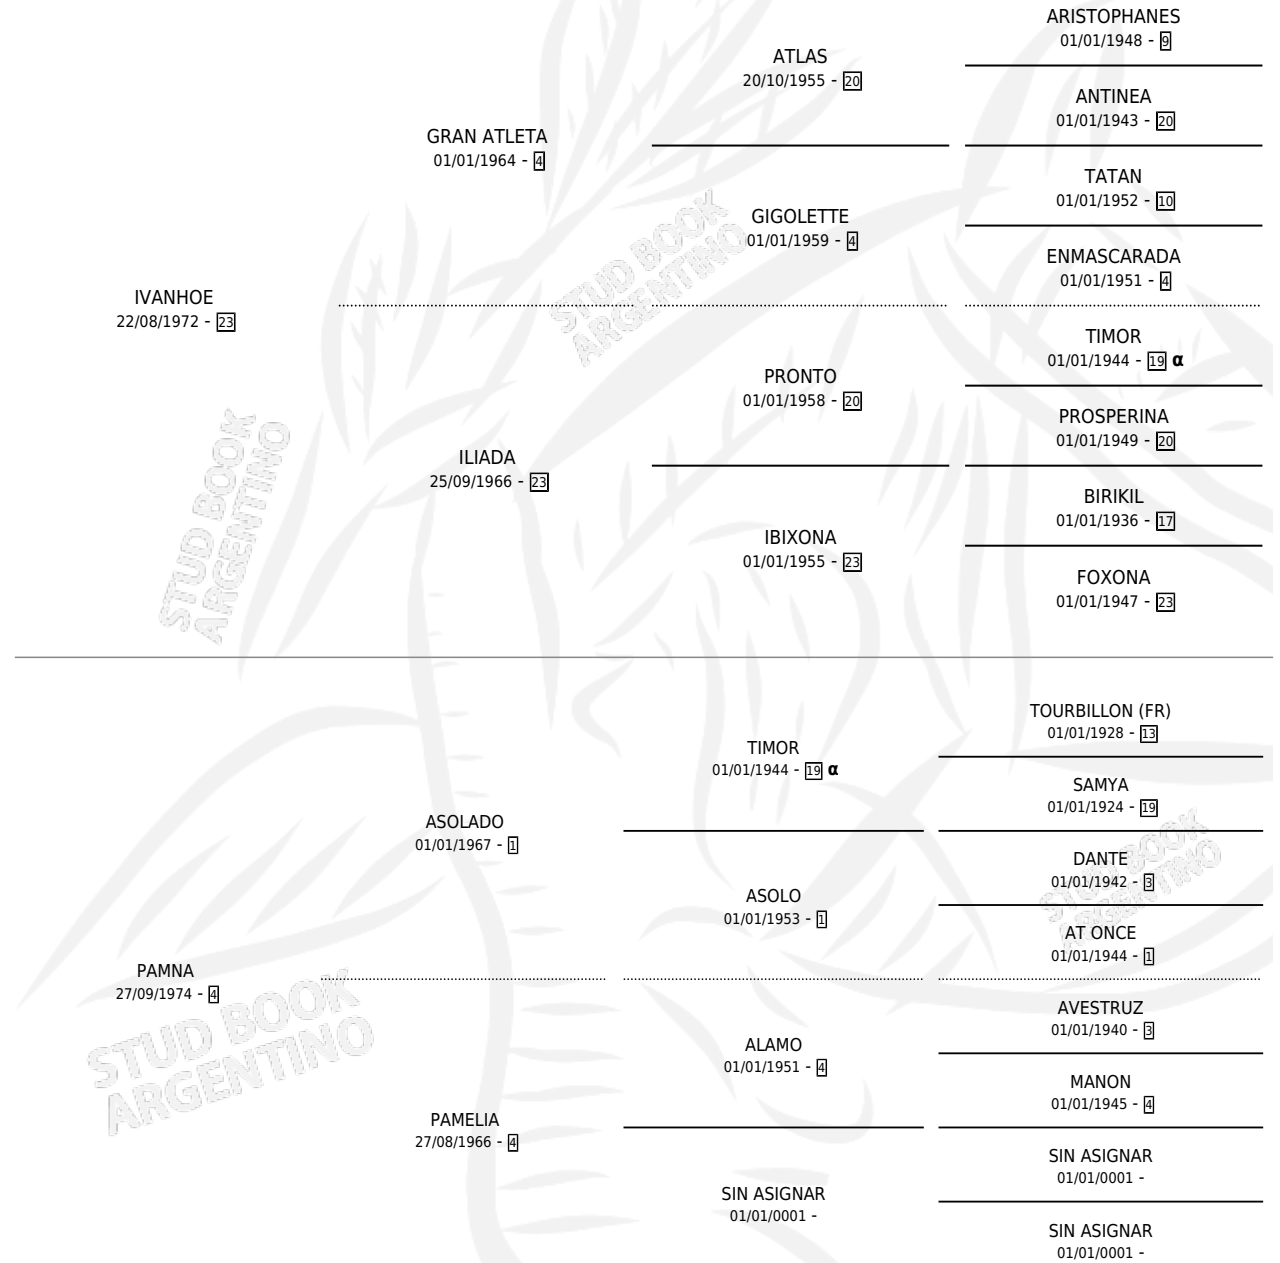 ARISTOPHANES
01/01/1948 - 9
ATLAS
20/10/1955 - 20
ANTINEA
01/01/1943 - 20
GRAN ATLETA
01/01/1964 - 4
TATAN
01/01/1952 - 10
GIGOLETTE
01/01/1959 - 4
ENMASCARADA
01/01/1951 - 4
IVANHOE
22/08/1972 - 23
TIMOR
01/01/1944 - 19 α
PRONTO
01/01/1958 - 20
PROSPERINA
01/01/1949 - 20
ILIADA
25/09/1966 - 23
BIRIKIL
01/01/1936 - 17
IBIXONA
01/01/1955 - 23
FOXONA
01/01/1947 - 23
STUD BOOK
ARGENTINO
STUD BOOK
ARGENTINO
TOURBILLON (FR)
01/01/1928 - 13
TIMOR
01/01/1944 - 19 α
SAMYA
01/01/1924 - 19
ASOLADO
01/01/1967 - 1
DANTE
01/01/1942 - 3
ASOLO
01/01/1953 - 1
AT ONCE
01/01/1944 - 1
PAMNA
27/09/1974 - 4
AVESTRUZ
01/01/1940 - 3
ALAMO
01/01/1951 - 4
MANON
01/01/1945 - 4
PAMELIA
27/08/1966 - 4
SIN ASIGNAR
01/01/0001 -
SIN ASIGNAR
01/01/0001 -
SIN ASIGNAR
01/01/0001 -
STUD BOOK
ARGENTINO
STUD BOOK
ARGENTINO